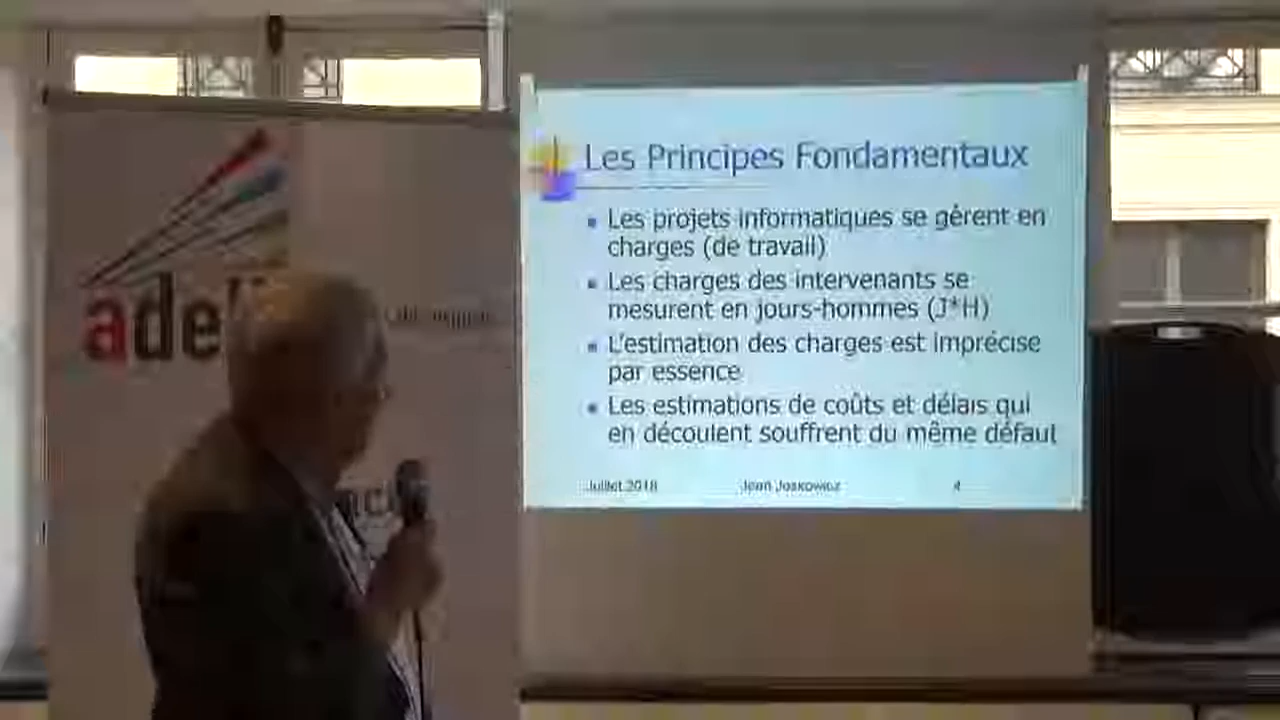 ade
Les Principes Fondamentaux
Les projets informatiques se gèrent en
charges (de travail)
Les charges des intervenants se
mesurent en jours-hommes (J*H)
L'estimation des charges est imprécise
par essence
Les estimations de coûts et délais qui
en découlent souffrent du même défaut
Juillet 2018
Jean Joskowicz
4